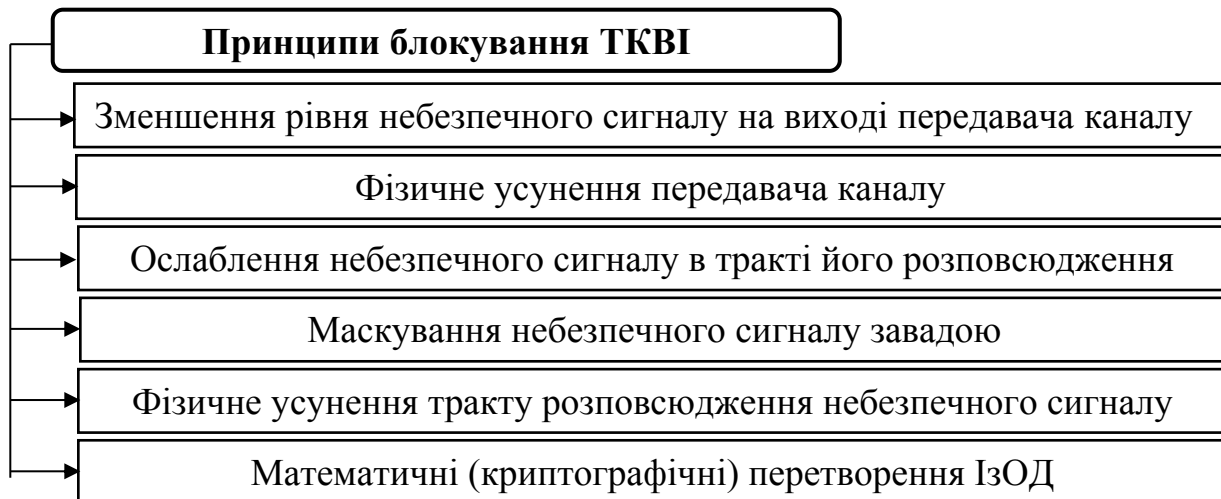 Принципи блокування ТКВІ
Зменшення рівня небезпечного сигналу на виході передавача каналу
Фізичне усунення передавача каналу
Ослаблення небезпечного сигналу в тракті його розповсюдження
Маскування небезпечного сигналу завадою
Фізичне усунення тракту розповсюдження небезпечного сигналу
Математичні (криптографічні) перетворення ІзОД